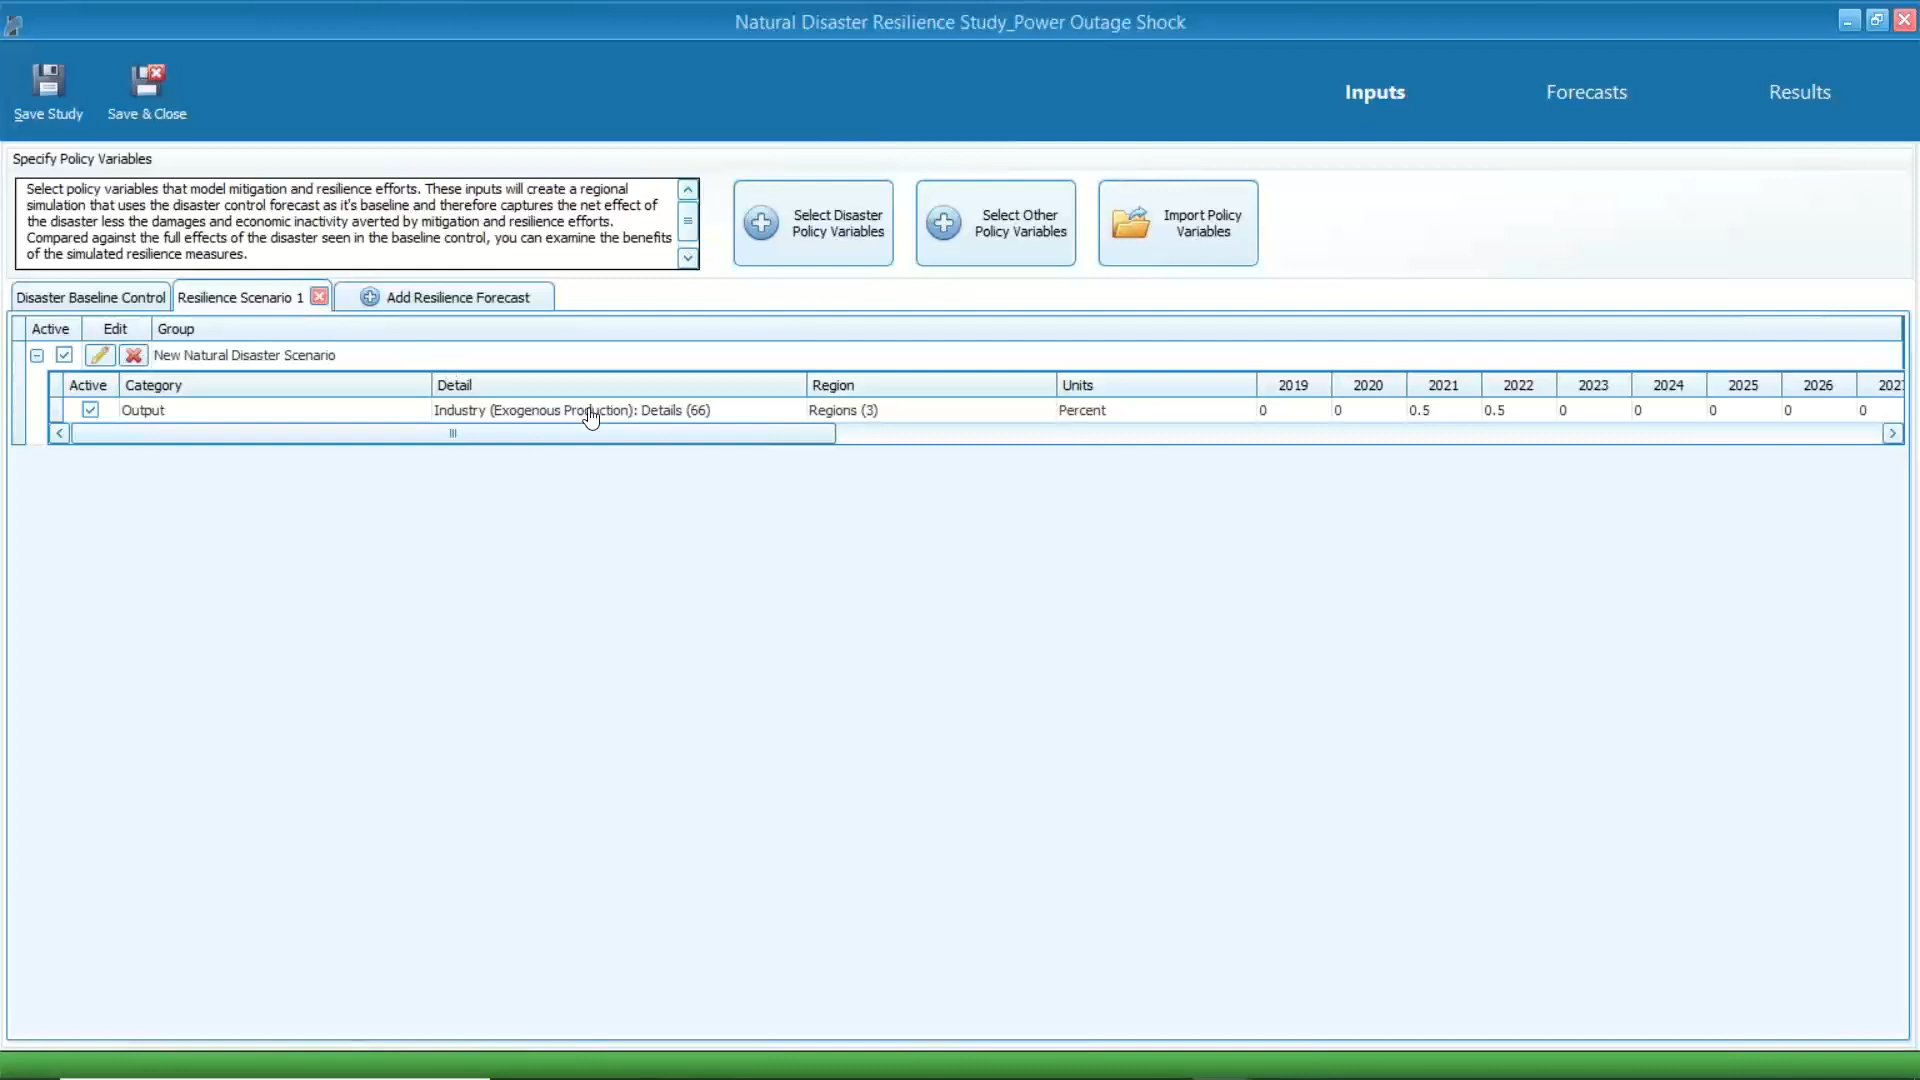 Natural Disaster Resilience Study_Power Outage Shock
Save Study
Save & Close
Inputs
Forecasts
Results
Specify Policy Variables
Select policy variables that model mitigation and resilience efforts. These inputs will create a regional
simulation that uses the disaster control forecast as it's baseline and therefore captures the net effect of
the disaster less the damages and economic inactivity averted by mitigation and resilience efforts.
Compared against the full effects of the disaster seen in the baseline control, you can examine the benefits
of the simulated resilience measures.
Select Disaster
Policy Variables
Select Other
Policy Variables
Import Policy
Variables
Disaster Baseline Control
Resilience Scenario 1
Add Resilience Forecast
Active Edit Group
New Natural Disaster Scenario
Active Category Detail Region Units 2019 2020 2021 2022 2023 2024 2025 2026
Output Industry (Exogenous Production): Details (66) Regions (3) Percent 0 0 0.5 0.5 0 0 0 0 0